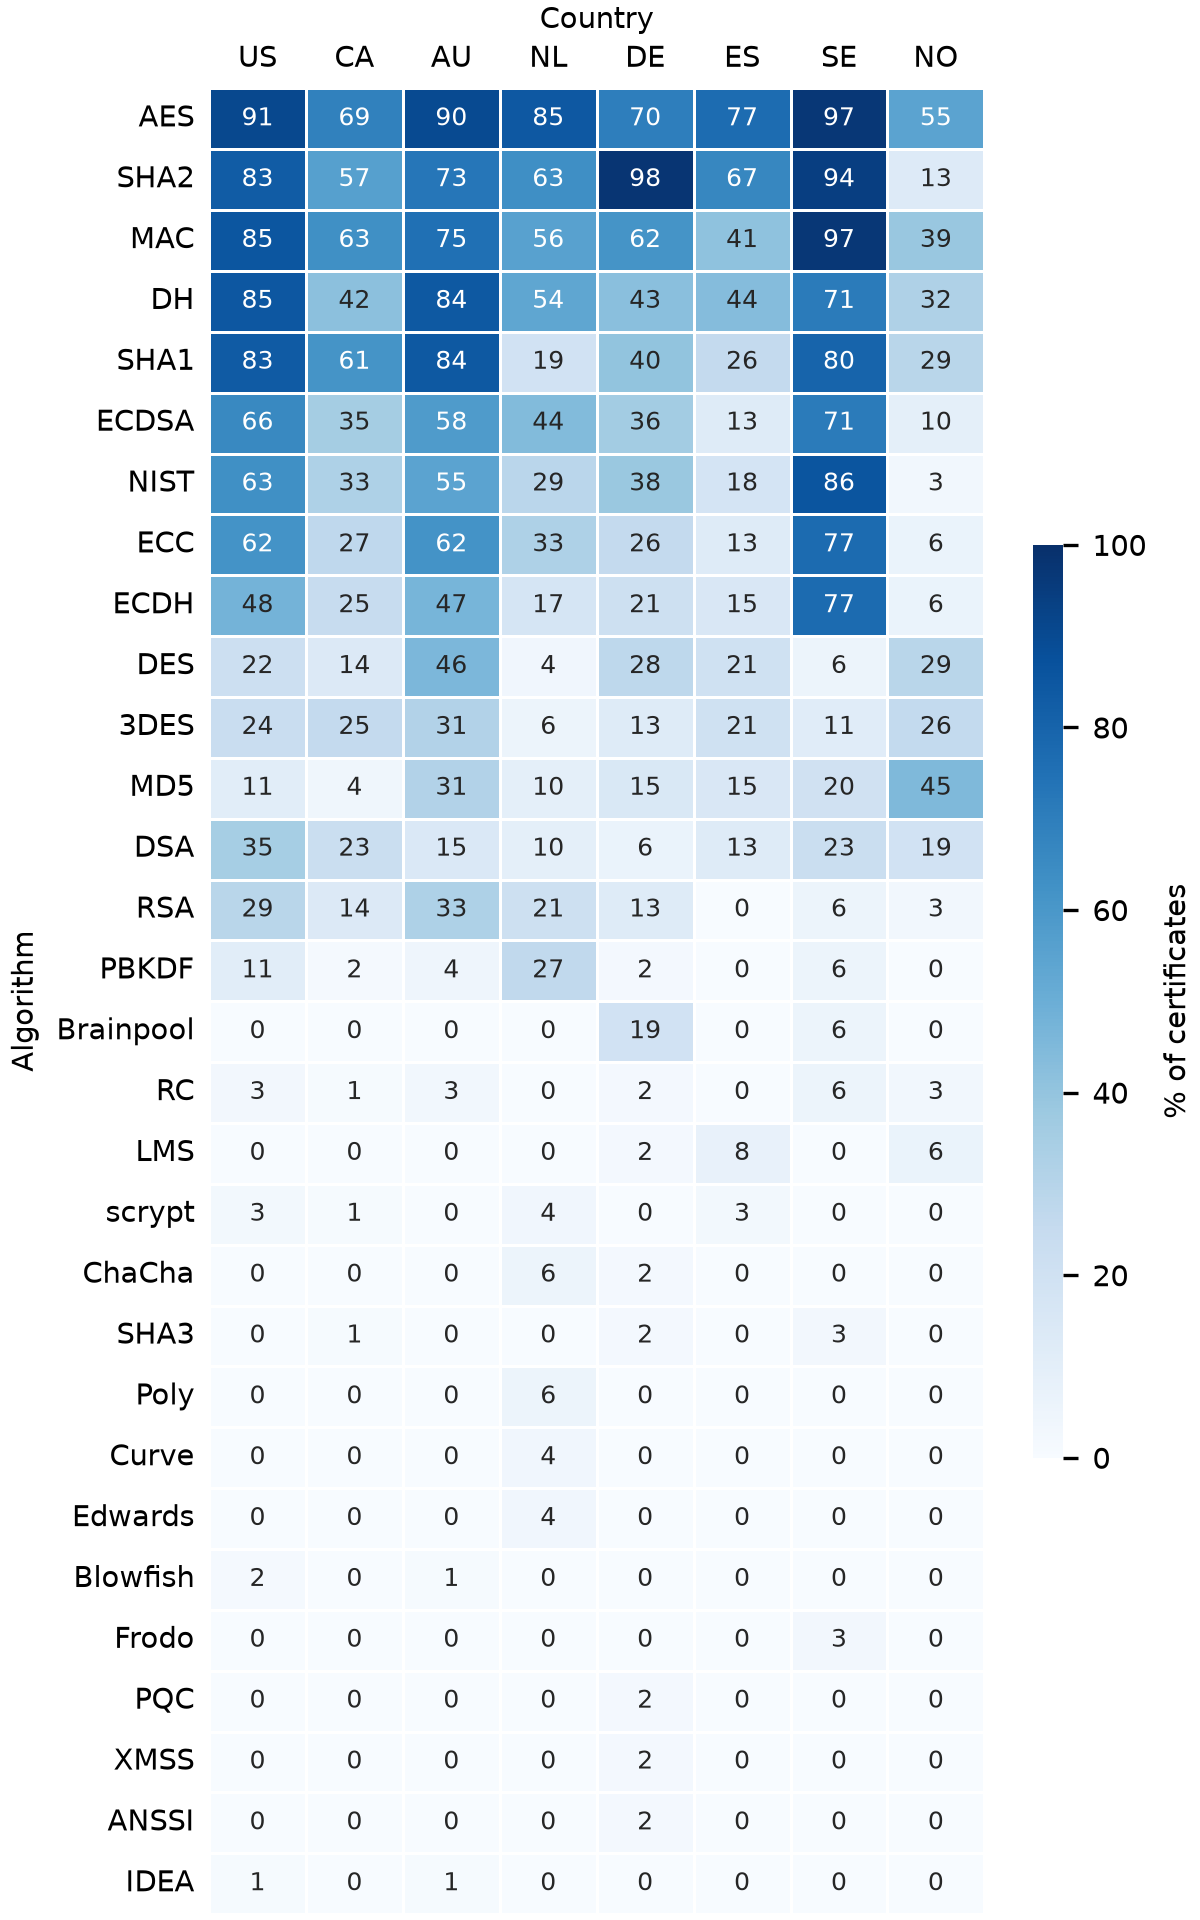 Country
US CA AU NL DE ES SE NO
AES 91 69 90 85 70 77 97 55
SHA2 83 57 73 63 98 67 94 13
MAC 85 63 75 56 62 41 97 39
DH 85 42 84 54 43 44 71 32
SHA1 83 61 84 19 40 26 80 29
ECDSA 66 35 58 44 36 13 71 10
NIST 63 33 55 29 38 18 86 3
ECC 62 27 62 33 26 13 77 6
ECDH 48 25 47 17 21 15 77 6
DES 22 14 46 4 28 21 6 29
3DES 24 25 31 6 13 21 11 26
MD5 11 4 31 10 15 15 20 45
DSA 35 23 15 10 6 13 23 19
RSA 29 14 33 21 13 0 6 3
PBKDF 11 2 4 27 2 0 6 0
Brainpool 0 0 0 0 19 0 6 0
RC 3 1 3 0 2 0 6 3
LMS 0 0 0 0 2 8 0 6
scrypt 3 1 0 4 0 3 0 0
ChaCha 0 0 0 6 2 0 0 0
SHA3 0 1 0 0 2 0 3 0
Poly 0 0 0 6 0 0 0 0
Curve 0 0 0 4 0 0 0 0
Edwards 0 0 0 4 0 0 0 0
Blowfish 2 0 1 0 0 0 0 0
Frodo 0 0 0 0 0 0 3 0
PQC 0 0 0 0 2 0 0 0
XMSS 0 0 0 0 2 0 0 0
ANSSI 0 0 0 0 2 0 0 0
IDEA 1 0 1 0 0 0 0 0
Algorithm
100
80
60
40
20
0
% of certificates